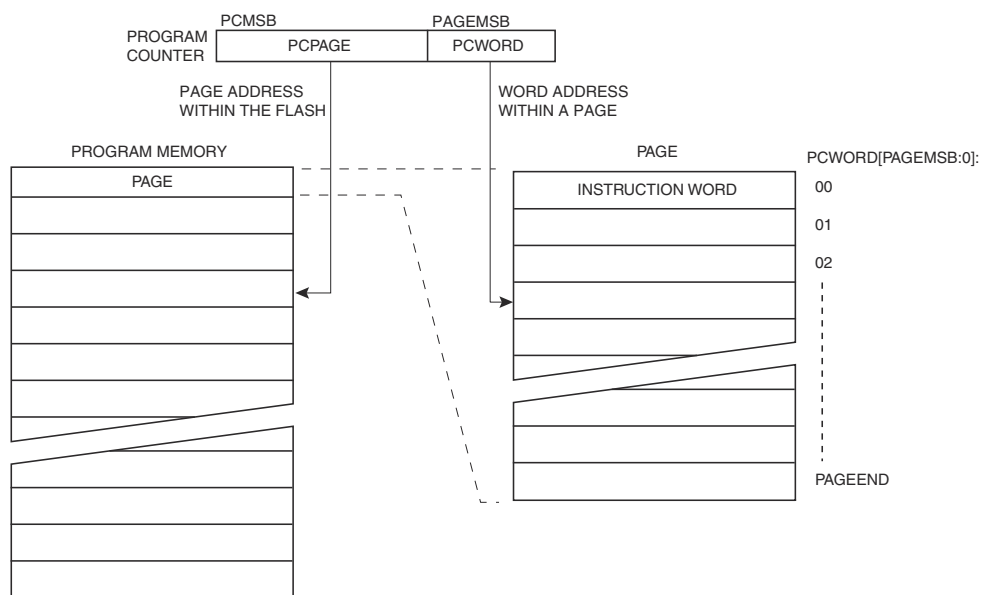 PCMSB
PAGEMSB
PROGRAM
COUNTER
PCPAGE
PCWORD
PAGE ADDRESS
WITHIN THE FLASH
WORD ADDRESS
WITHIN A PAGE
PROGRAM MEMORY
PAGE
PAGE
PCWORD[PAGEMSB:0]:
INSTRUCTION WORD
00
01
02
PAGEEND